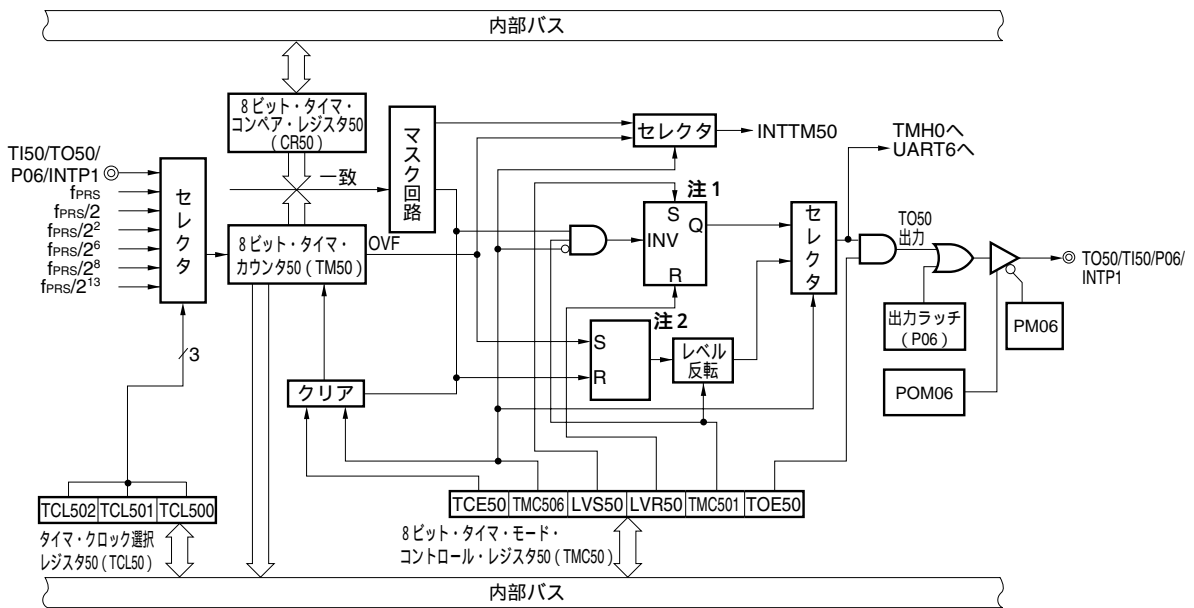 内部バス
8ビット・タイマ・
コンペア・レジスタ50
(CR50)
マスク回路
セレクタ
INTTM50
TMH0へ
UART6へ
TI50/TO50/
P06/INTP1
fPRS
fPRS/2
fPRS/2²
fPRS/2⁶
fPRS/2⁸
fPRS/2¹³
セレクタ
一致
8ビット・タイマ・
カウンタ50(TM50)
OVF
注1
S
Q
INV
R
セレクタ
TO50
出力
TO50/TI50/P06/
INTP1
出力ラッチ
(P06)
PM06
POM06
注2
S
R
レベル
反転
3
クリア
TCL502 TCL501 TCL500
タイマ・クロック選択
レジスタ50(TCL50)
TCE50 TMC506 LVS50 LVR50 TMC501 TOE50
8ビット・タイマ・モード・
コントロール・レジスタ50(TMC50)
内部バス